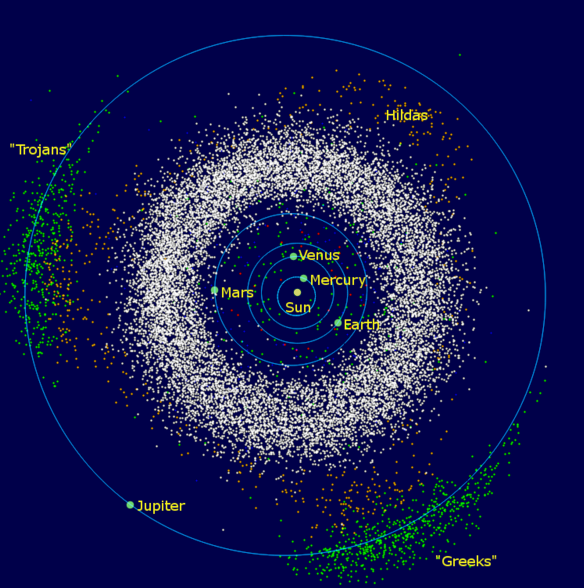 Hildas
"Trojans"
Venus
Mercury
Mars
Sun
Earth
Jupiter
"Greeks"